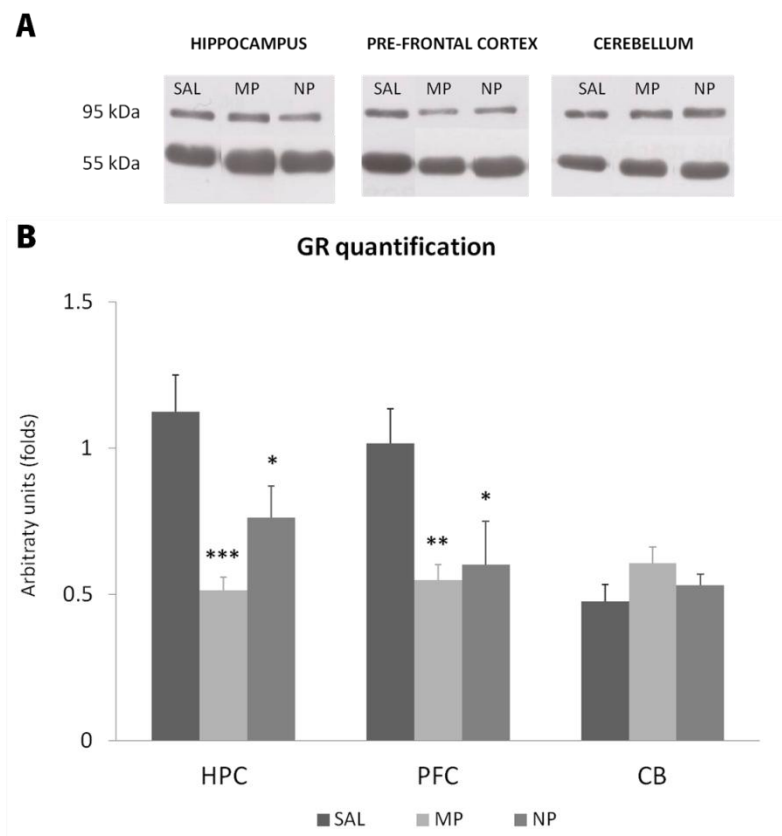 A
HIPPOCAMPUS PRE-FRONTAL CORTEX CEREBELLUM
SAL MP NP SAL MP NP SAL MP NP
95 kDa
55 kDa
B
GR quantification
1.5
1
0.5
0
Arbitraty units (folds)
*** * ** *
HPC PFC CB
SAL MP NP